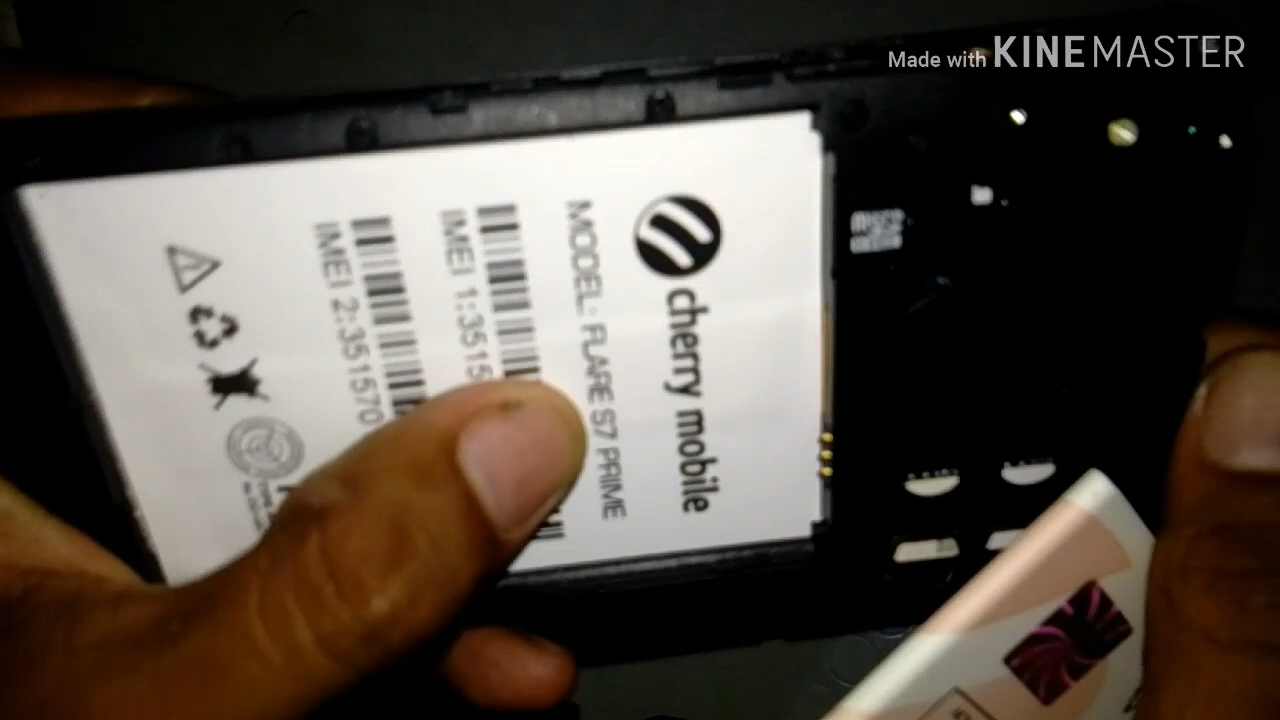 Made with KINEMASTER
cherry mobile
MODEL: FLARE S7 PRIME
IMEI 1:3515
IMEI 2:351570